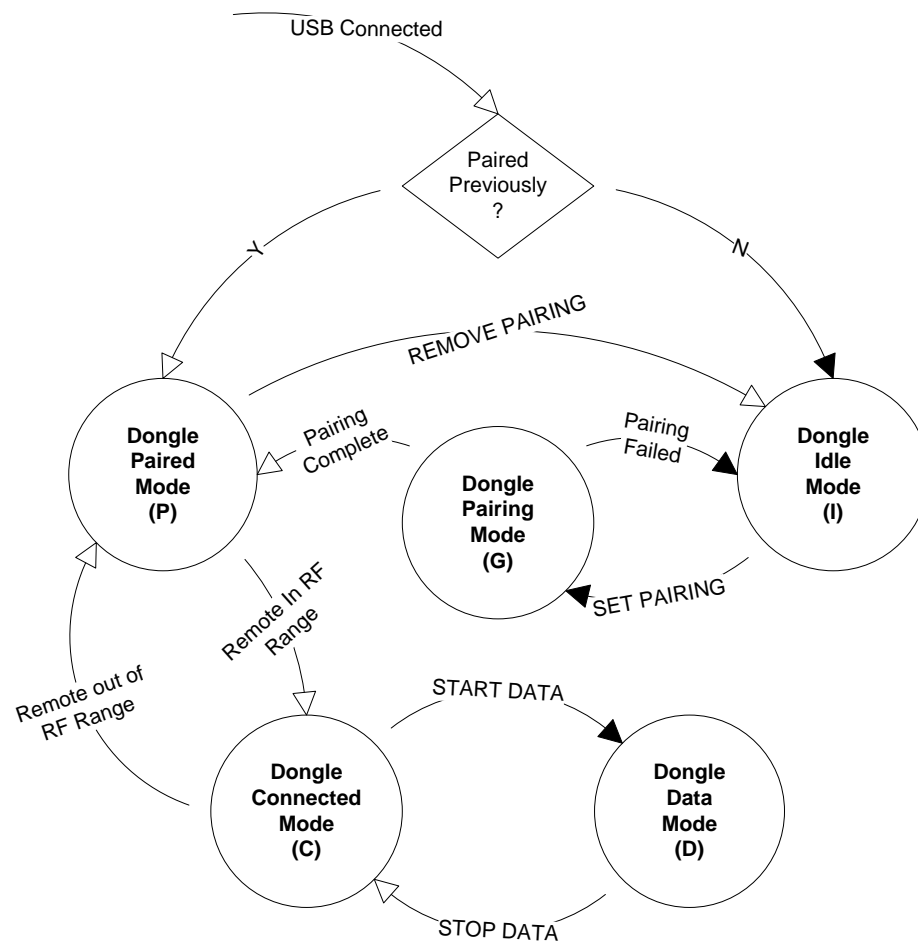 USB Connected
Paired
Previously
?
Y
N
REMOVE PAIRING
Dongle
Paired
Mode
(P)
Pairing
Complete
Pairing
Failed
Dongle
Idle
Mode
(I)
Dongle
Pairing
Mode
(G)
SET PAIRING
Remote In RF
Range
Remote out of
RF Range
START DATA
Dongle
Connected
Mode
(C)
Dongle
Data
Mode
(D)
STOP DATA